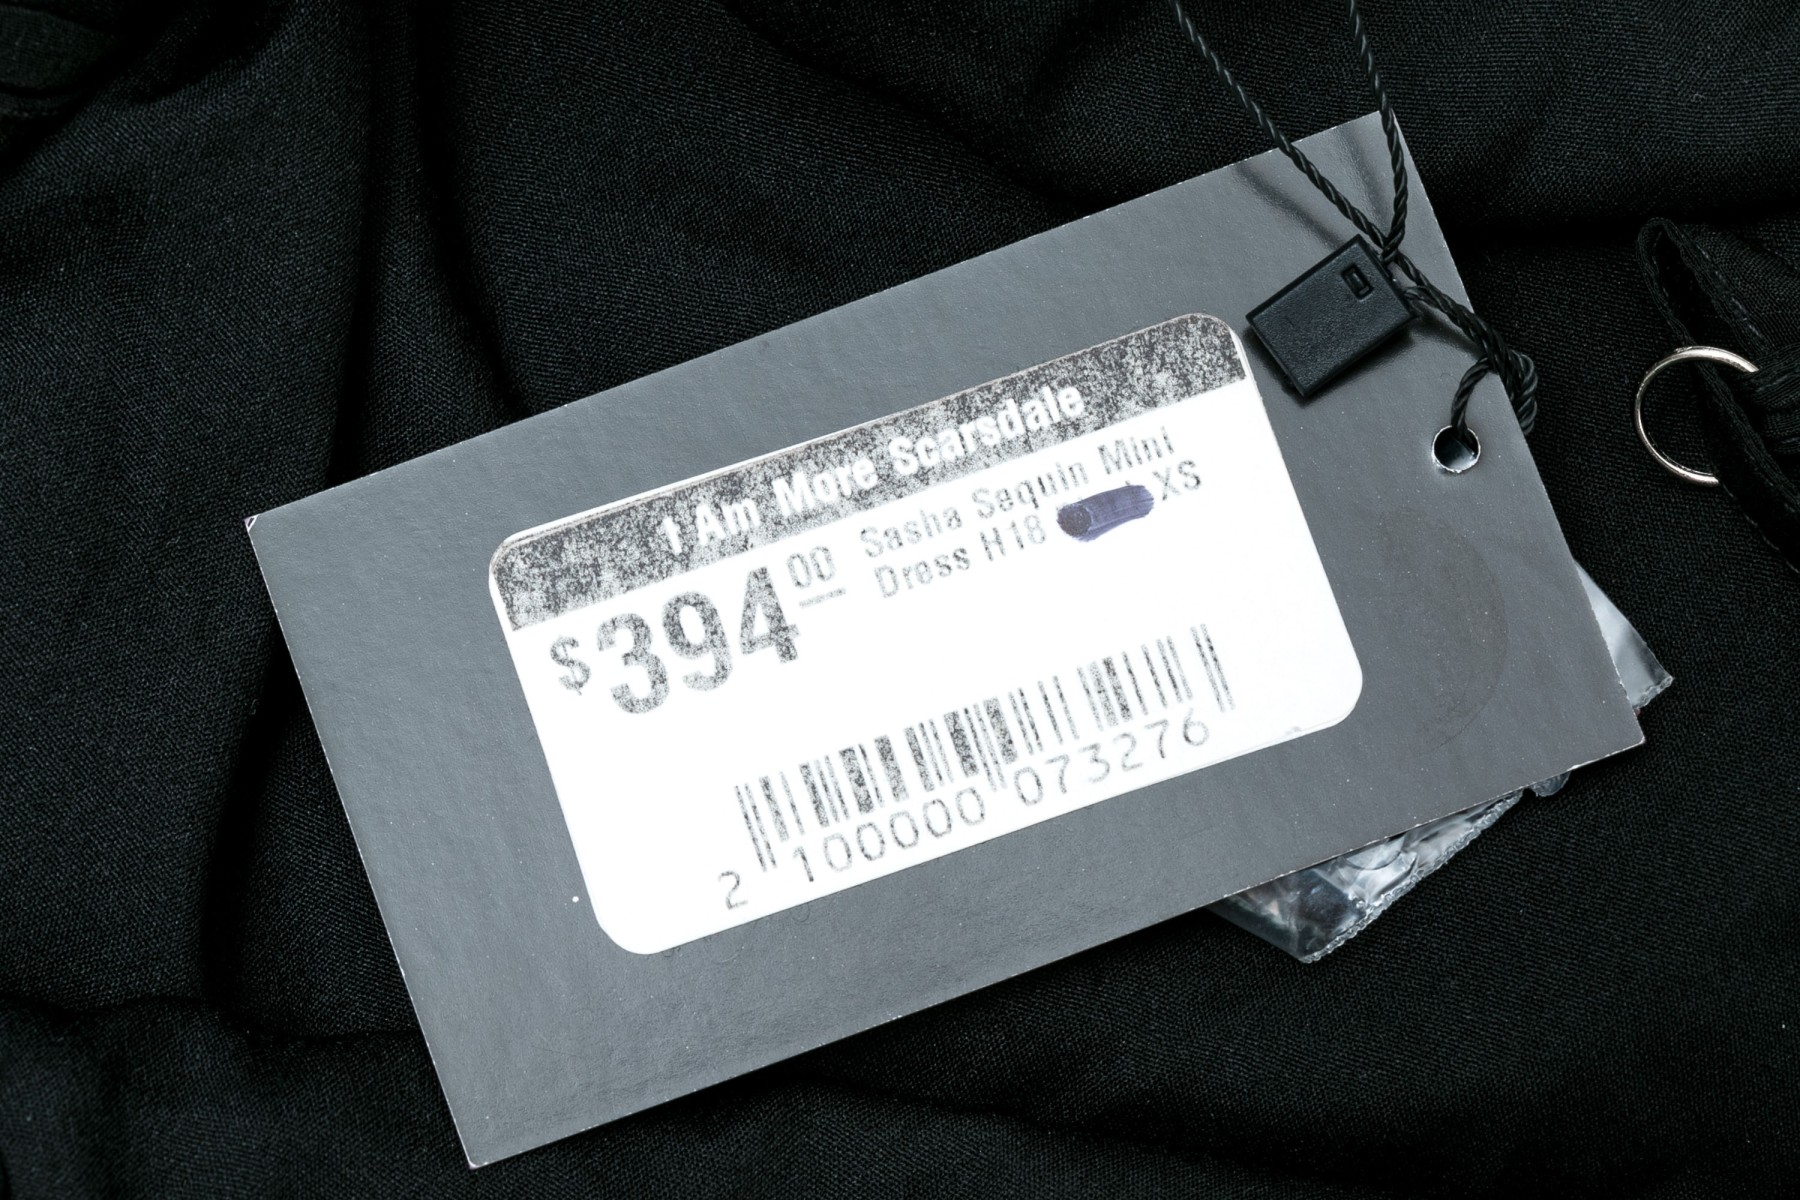 1 Am More Scarsdale
$394.00
Sasha Sequin Mini
Dress H18 XS
2 100000 073276